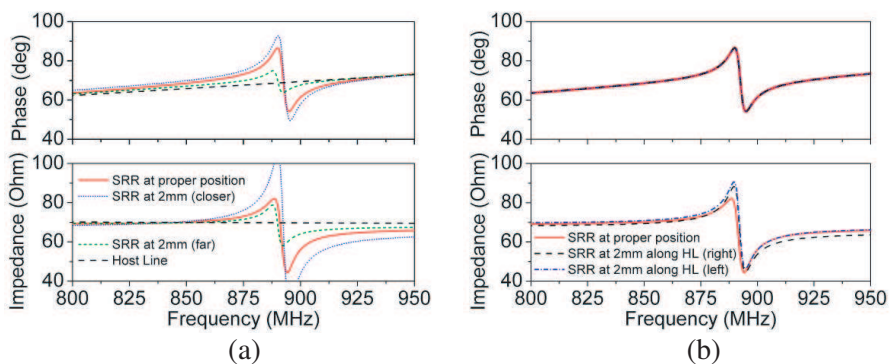 100
80
60
40
Phase (deg)
100
80
60
40
Impedance (Ohm)
SRR at proper position
SRR at 2mm (closer)
SRR at 2mm (far)
Host Line
800 825 850 875 900 925 950
Frequency (MHz)
(a)
100
80
60
40
Phase (deg)
100
80
60
40
Impedance (Ohm)
SRR at proper position
SRR at 2mm along HL (right)
SRR at 2mm along HL (left)
800 825 850 875 900 925 950
Frequency (MHz)
(b)